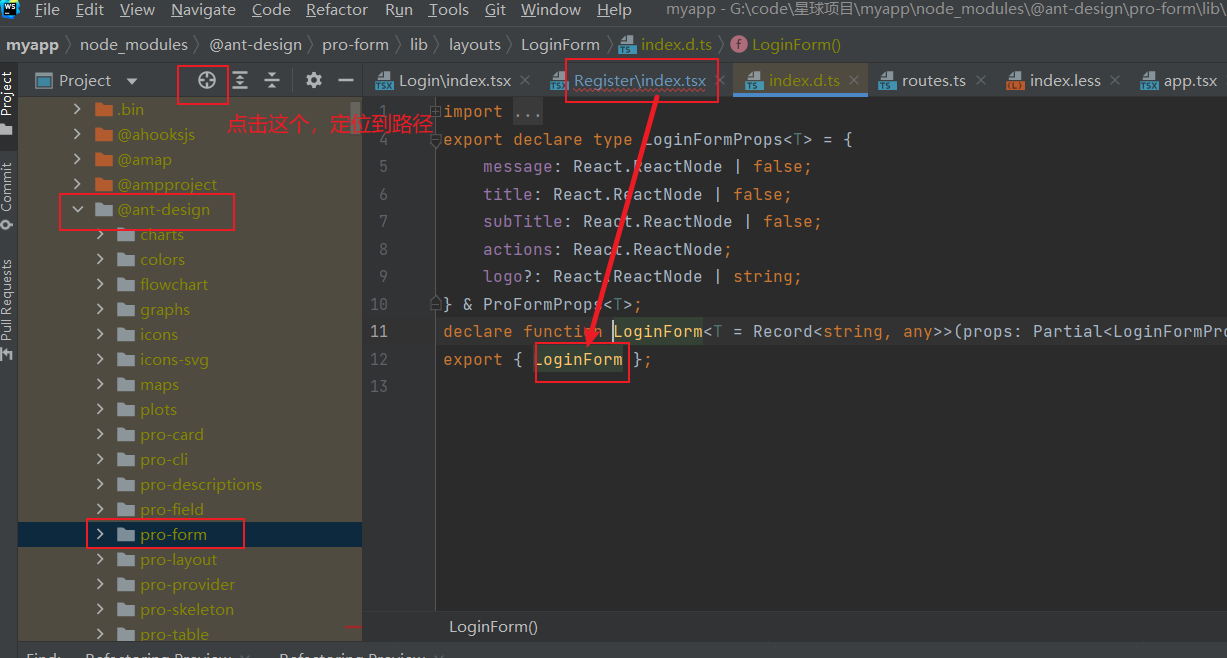 WS File Edit View Navigate Code Refactor Run Tools Git Window Help myapp - G:\code\星球项目\myapp\node_modules\@ant-design\pro-form\lib\
myapp node_modules @ant-design pro-form lib layouts LoginForm index.d.ts LoginForm()
Project
Login\index.tsx Register\index.tsx index.d.ts routes.ts index.less app.tsx
Project
Commit
Pull Requests
点击这个，定位到路径
.bin
@ahooksjs
@amap
@ampproject
@ant-design
charts
colors
flowchart
graphs
icons
icons-svg
maps
plots
pro-card
pro-cli
pro-descriptions
pro-field
pro-form
pro-layout
pro-provider
pro-skeleton
pro-table
1 import ...
4 export declare type LoginFormProps<T> = {
5 message: React.ReactNode | false;
6 title: React.ReactNode | false;
7 subTitle: React.ReactNode | false;
8 actions: React.ReactNode;
9 logo?: React.ReactNode | string;
10 } & ProFormProps<T>;
11 declare function LoginForm<T = Record<string, any>>(props: Partial<LoginFormPro
12 export { LoginForm };
13
LoginForm()
Find: Refactoring Preview Refactoring Preview